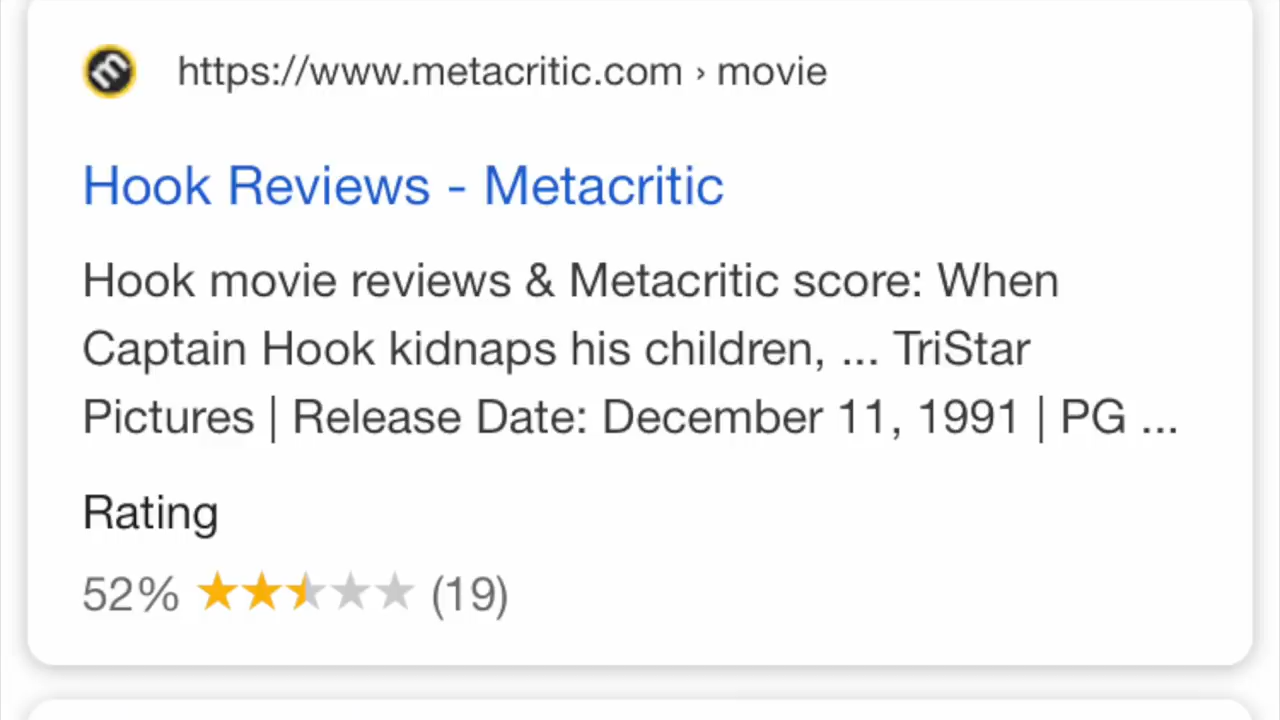 https://www.metacritic.com › movie
Hook Reviews - Metacritic
Hook movie reviews & Metacritic score: When
Captain Hook kidnaps his children, ... TriStar
Pictures | Release Date: December 11, 1991 | PG ...
Rating
52% ★★★★★ (19)